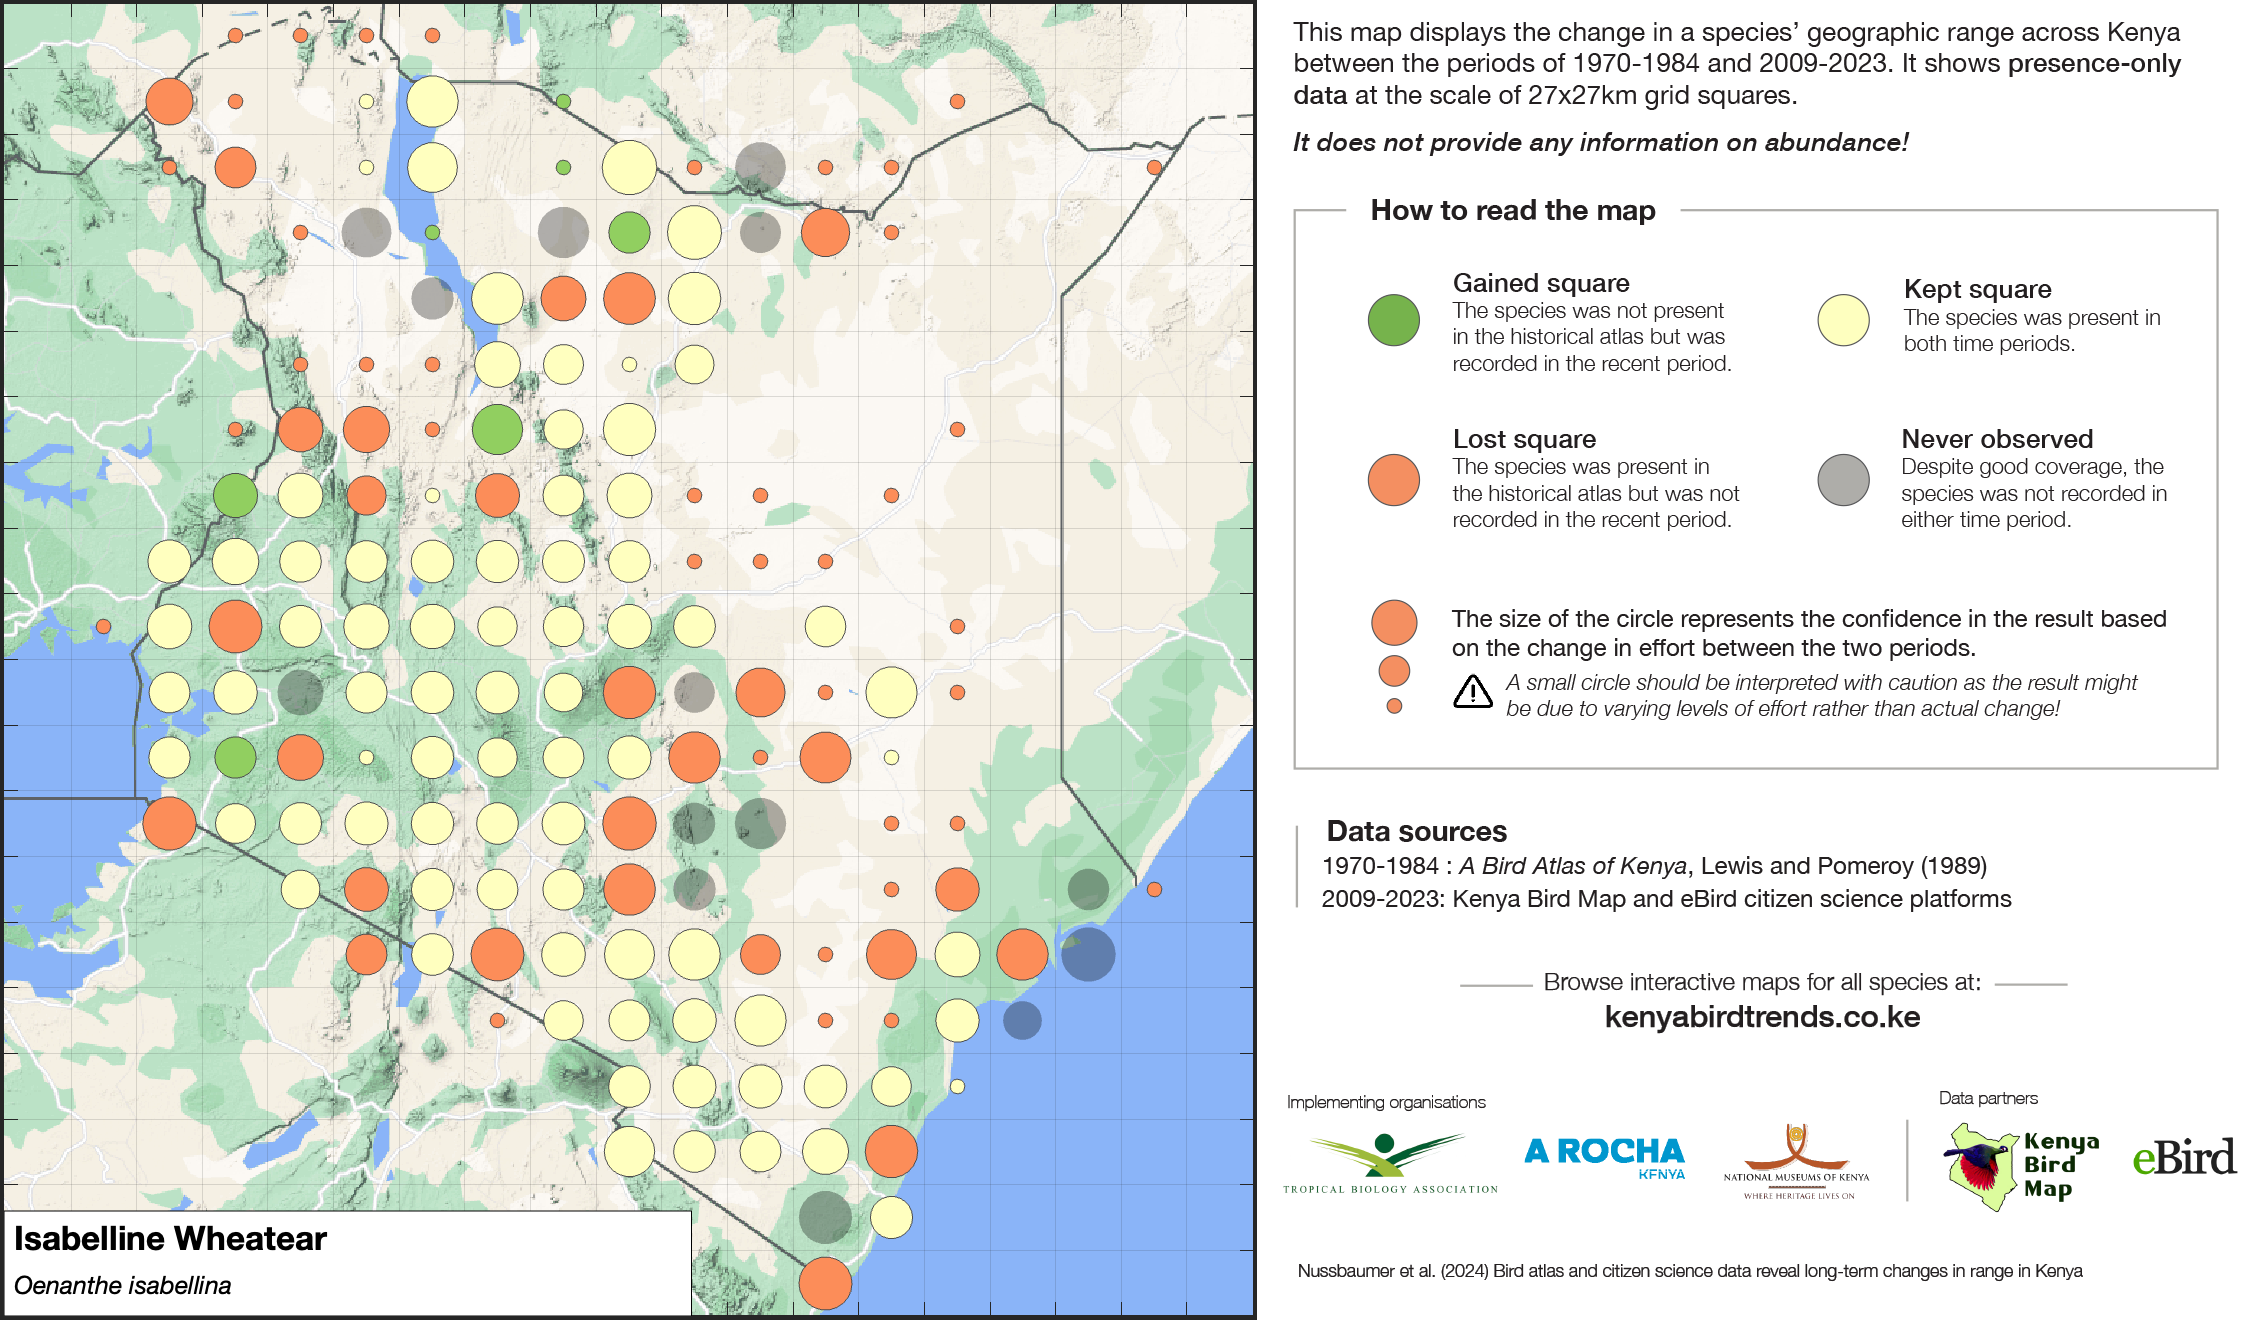 This map displays the change in a species’ geographic range across Kenya
between the periods of 1970-1984 and 2009-2023. It shows presence-only
data at the scale of 27x27km grid squares.
It does not provide any information on abundance!
How to read the map
Gained square
The species was not present
in the historical atlas but was
recorded in the recent period.
Kept square
The species was present in
both time periods.
Lost square
The species was present in
the historical atlas but was not
recorded in the recent period.
Never observed
Despite good coverage, the
species was not recorded in
either time period.
The size of the circle represents the confidence in the result based
on the change in effort between the two periods.
A small circle should be interpreted with caution as the result might
be due to varying levels of effort rather than actual change!
Data sources
1970-1984 : A Bird Atlas of Kenya, Lewis and Pomeroy (1989)
2009-2023: Kenya Bird Map and eBird citizen science platforms
Browse interactive maps for all species at:
kenyabirdtrends.co.ke
Implementing organisations
Data partners
TROPICAL BIOLOGY ASSOCIATION
A ROCHA
KENYA
NATIONAL MUSEUMS OF KENYA
WHERE HERITAGE LIVES ON
Kenya
Bird
Map
eBird
Isabelline Wheatear
Oenanthe isabellina
Nussbaumer et al. (2024) Bird atlas and citizen science data reveal long-term changes in range in Kenya